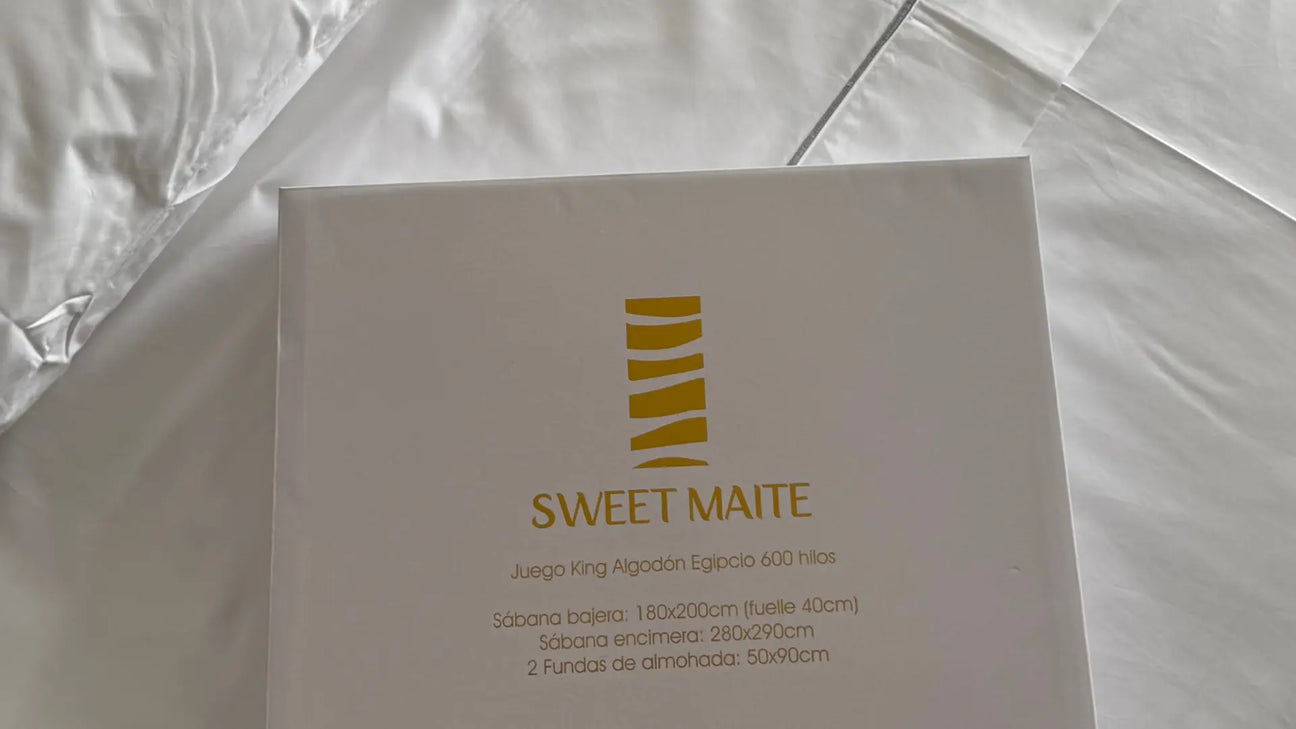 SWEET MAITE
Juego King Algodón Egipcio 600 hilos
Sábana bajera: 180x200cm (fuelle 40cm)
Sábana encimera: 280x290cm
2 Fundas de almohada: 50x90cm